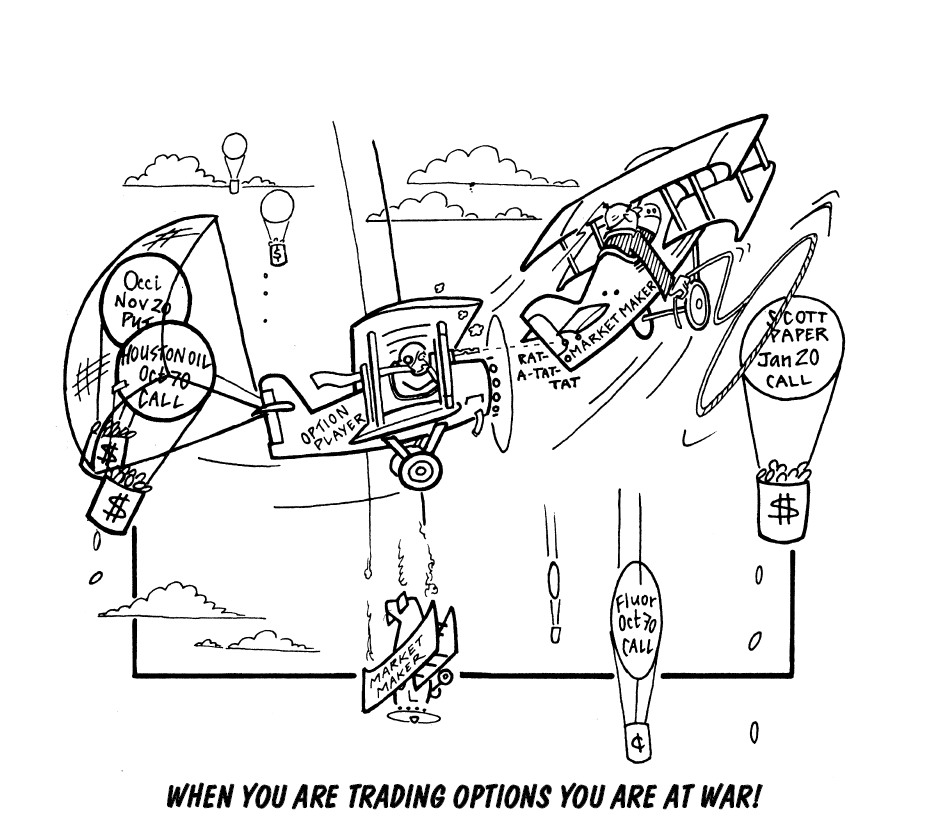 $
Occi
Nov 20
Put
HOUSTON OIL
Oct 70
CALL
$
$
OPTION
PLAYER
RAT-
A-TAT-
TAT
MARKET MAKER
SCOTT
PAPER
Jan 20
CALL
$
MARKET
MAKER
Fluor
Oct 70
CALL
¢
WHEN YOU ARE TRADING OPTIONS YOU ARE AT WAR!